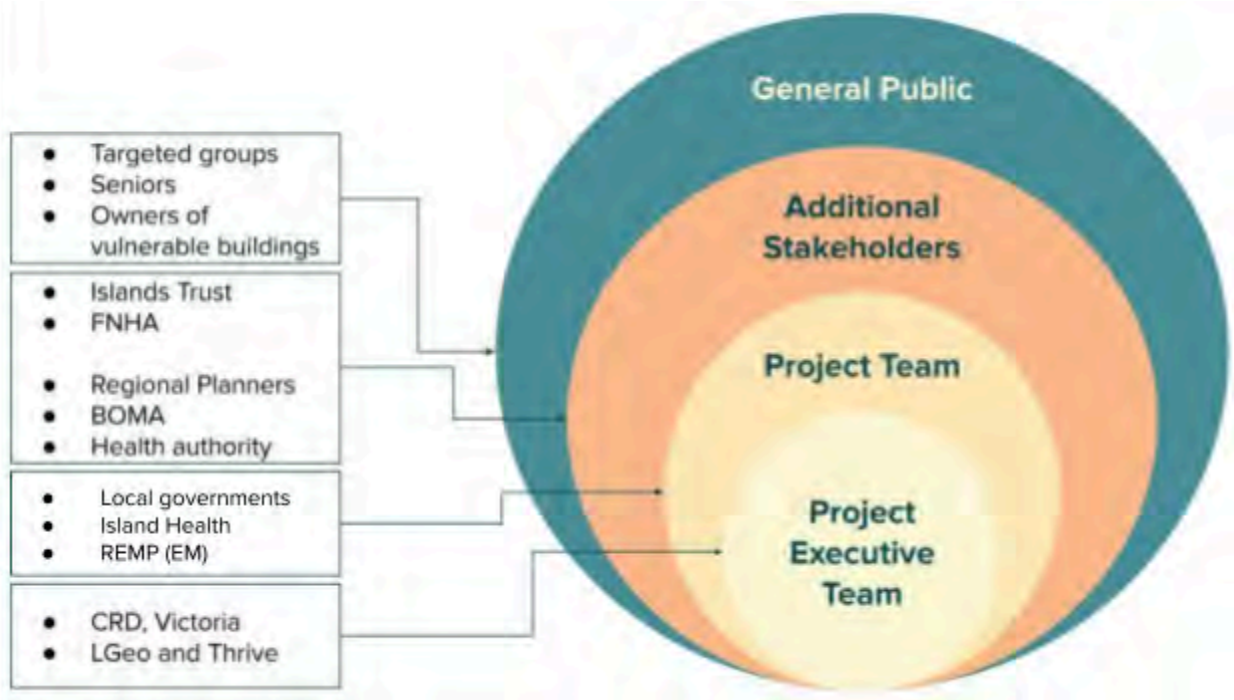 General Public
Additional
Stakeholders
Project Team
Project
Executive
Team
● Targeted groups
● Seniors
● Owners of
vulnerable buildings
● Islands Trust
● FNHA
● Regional Planners
● BOMA
● Health authority
● Local governments
● Island Health
● REMP (EM)
● CRD, Victoria
● LGeo and Thrive